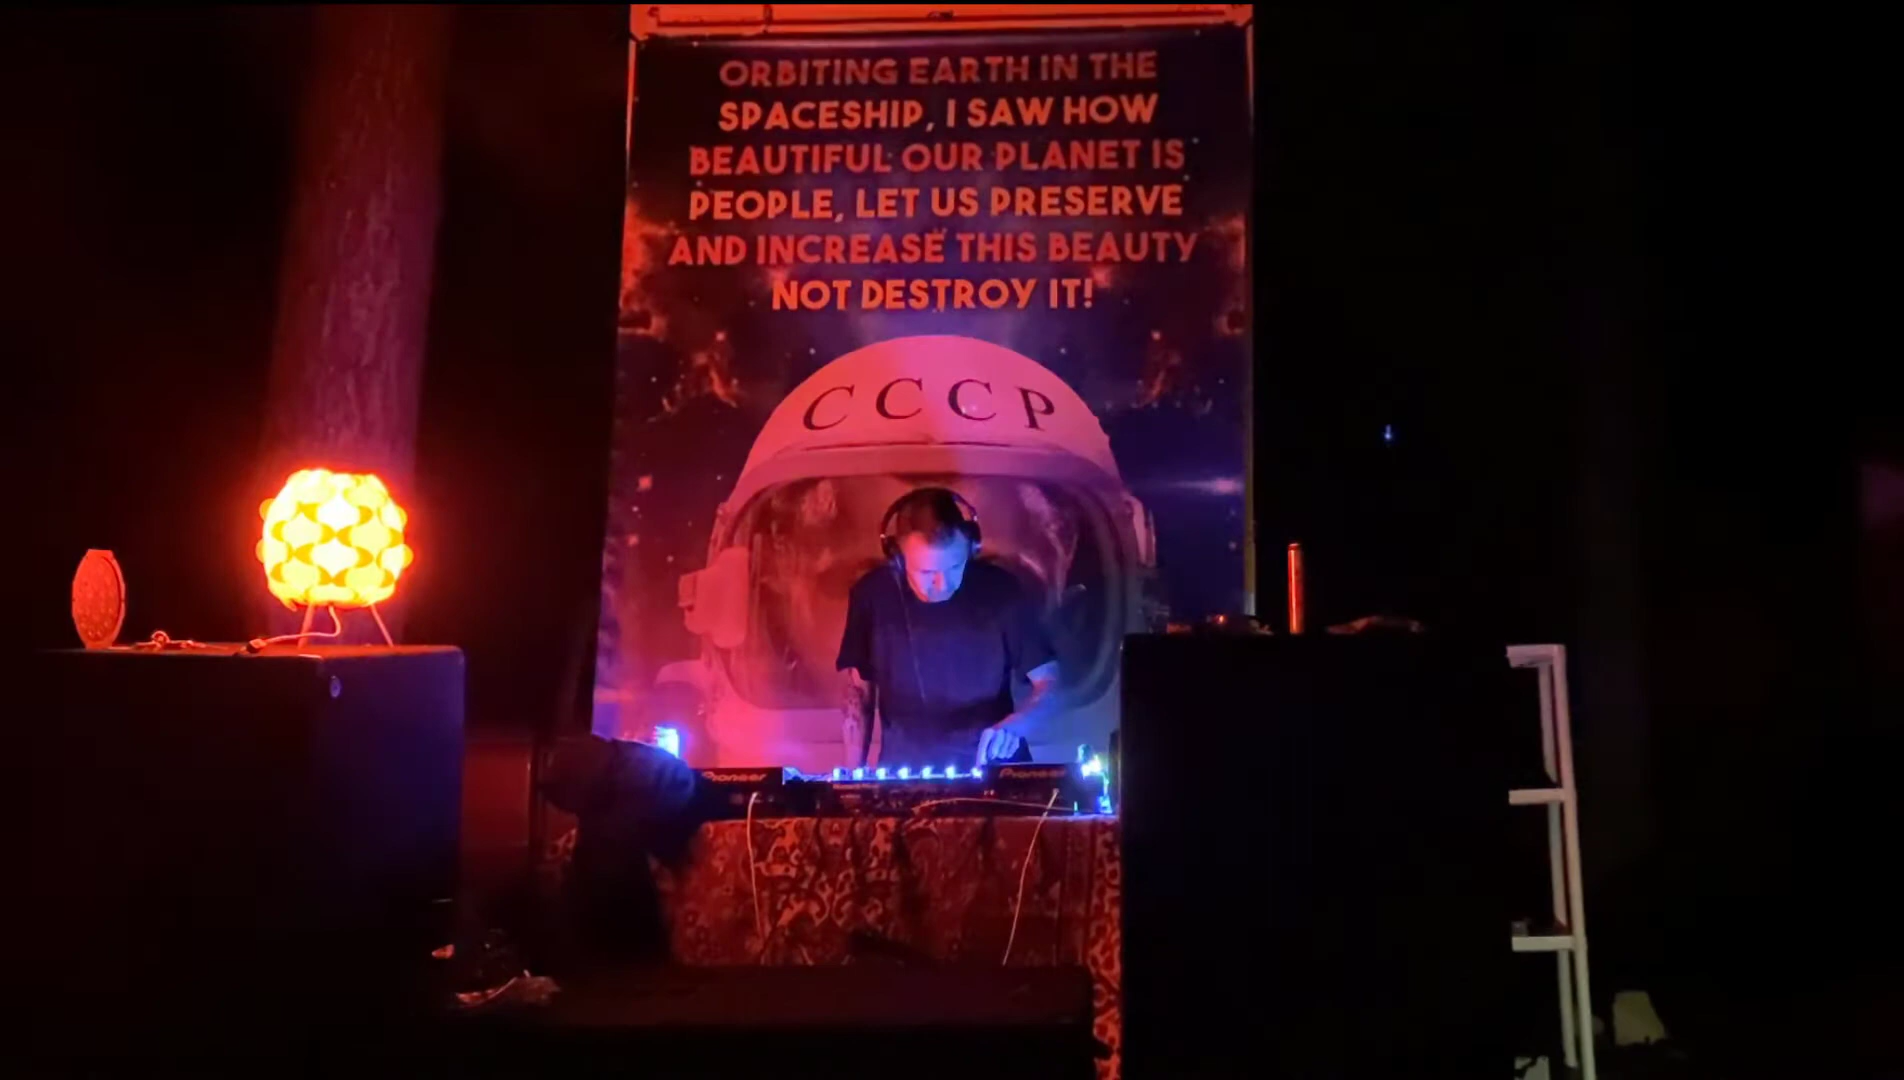 ORBITING EARTH IN THE
SPACESHIP, I SAW HOW
BEAUTIFUL OUR PLANET IS
PEOPLE, LET US PRESERVE
AND INCREASE THIS BEAUTY
NOT DESTROY IT!
СССР
Pioneer
Pioneer